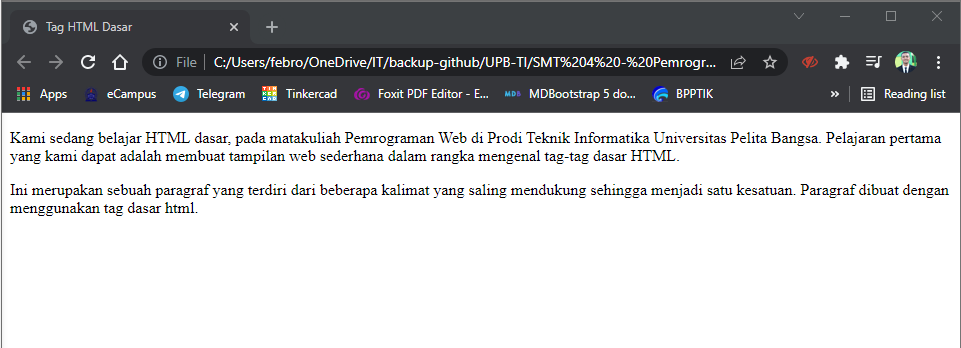 Tag HTML Dasar
File
C:/Users/febro/OneDrive/IT/backup-github/UPB-TI/SMT%204%20-%20Pemrogr...
Apps
eCampus
Telegram
TIN
KER
CAD
Tinkercad
Foxit PDF Editor - E...
MDB
MDBootstrap 5 do...
BPPTIK
»
Reading list
Kami sedang belajar HTML dasar, pada matakuliah Pemrograman Web di Prodi Teknik Informatika Universitas Pelita Bangsa. Pelajaran pertama
yang kami dapat adalah membuat tampilan web sederhana dalam rangka mengenal tag-tag dasar HTML.
Ini merupakan sebuah paragraf yang terdiri dari beberapa kalimat yang saling mendukung sehingga menjadi satu kesatuan. Paragraf dibuat dengan
menggunakan tag dasar html.